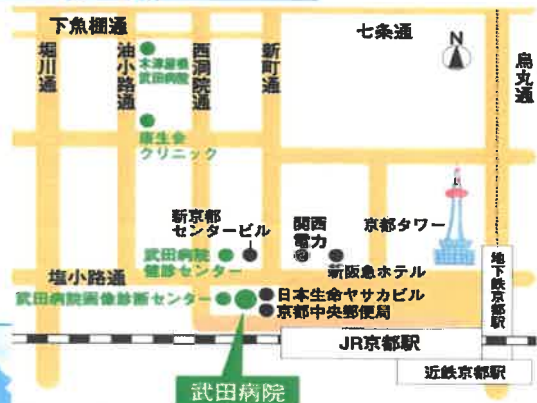 下魚棚通
七条通
N
堀川通
油小路通
西洞院通
新町通
烏丸通
木津屋橋
武田病院
康生会
クリニック
新京都
センタービル
関西
電力
京都タワー
武田病院
健診センター
新阪急ホテル
地下鉄京都駅
塩小路通
武田病院画像診断センター
日本生命ヤサカビル
京都中央郵便局
JR京都駅
近鉄京都駅
武田病院